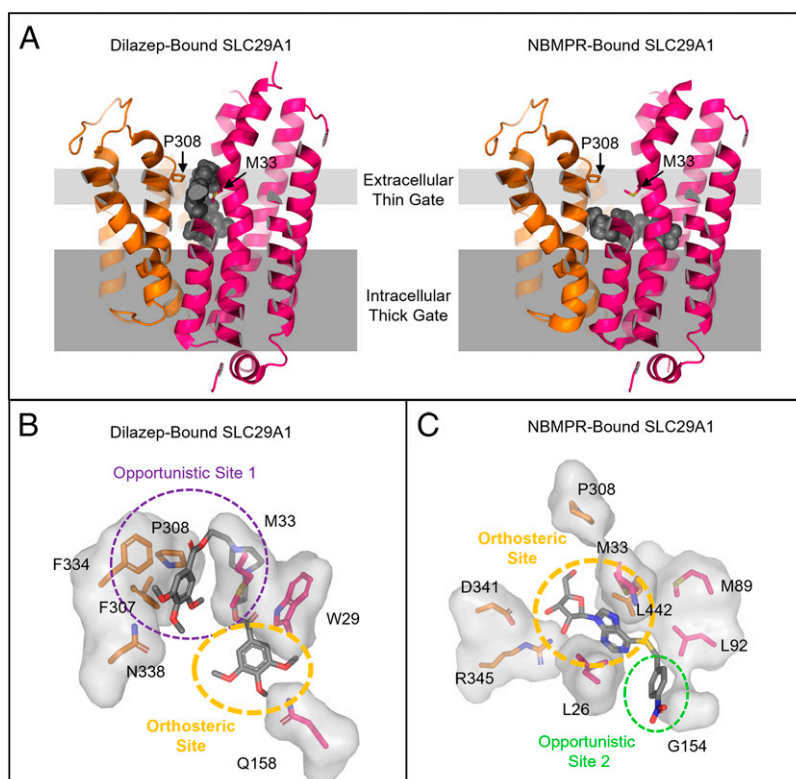 A
Dilazep-Bound SLC29A1
NBMPR-Bound SLC29A1
P308
M33
P308
M33
Extracellular
Thin Gate
Intracellular
Thick Gate
B
Dilazep-Bound SLC29A1
Opportunistic Site 1
P308
M33
F334
F307
W29
N338
Orthosteric
Site
Q158
C
NBMPR-Bound SLC29A1
P308
Orthosteric
Site
M33
D341
L442
M89
L92
R345
L26
G154
Opportunistic
Site 2